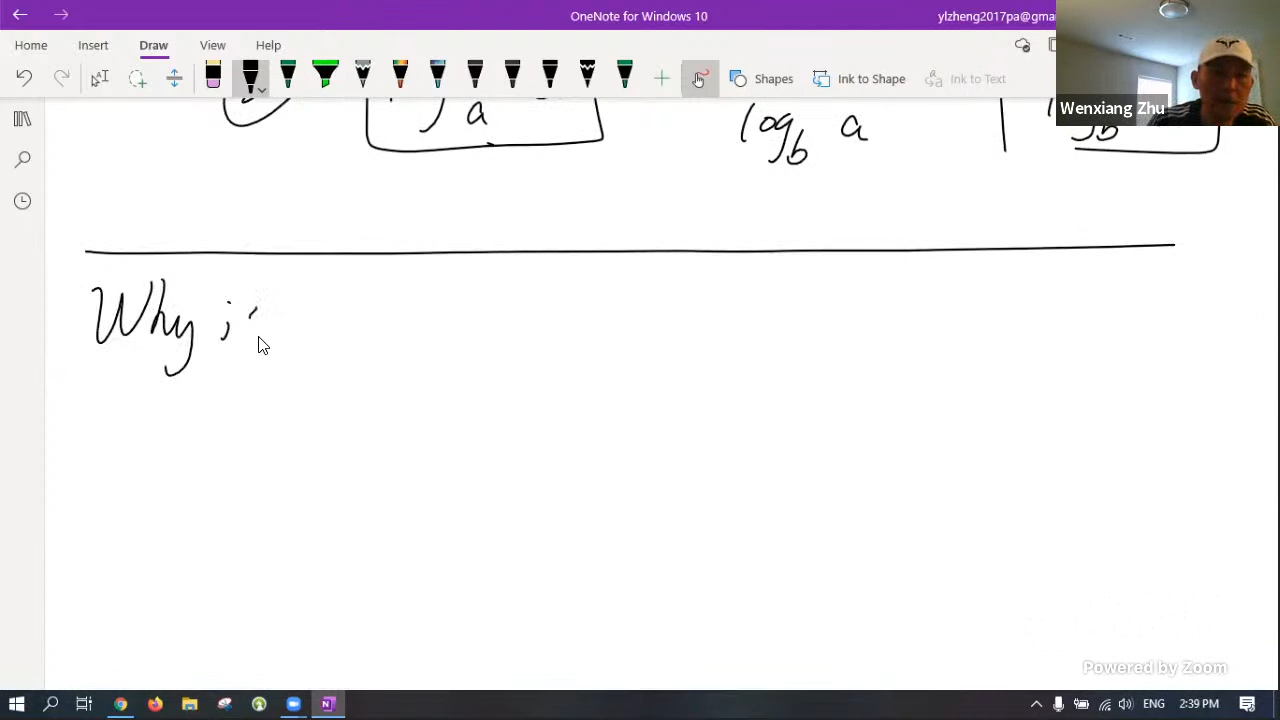 OneNote for Windows 10
ylzheng2017pa@gma
Home Insert Draw View Help
Shapes Ink to Shape Ink to Text
Wenxiang Zhu
a
log_b a
b
Why i
Powered by Zoom
ENG 2:39 PM